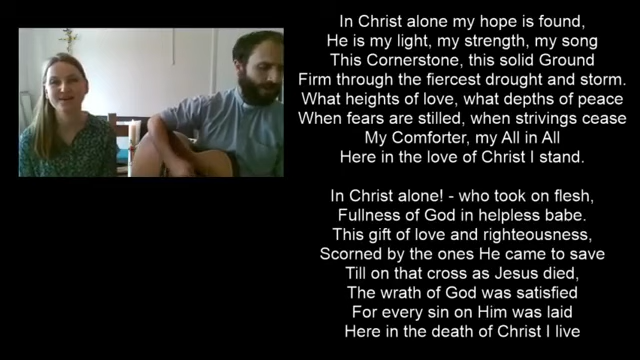 In Christ alone my hope is found,
He is my light, my strength, my song
This Cornerstone, this solid Ground
Firm through the fiercest drought and storm.
What heights of love, what depths of peace
When fears are stilled, when strivings cease
My Comforter, my All in All
Here in the love of Christ I stand.
In Christ alone! - who took on flesh,
Fullness of God in helpless babe.
This gift of love and righteousness,
Scorned by the ones He came to save
Till on that cross as Jesus died,
The wrath of God was satisfied
For every sin on Him was laid
Here in the death of Christ I live